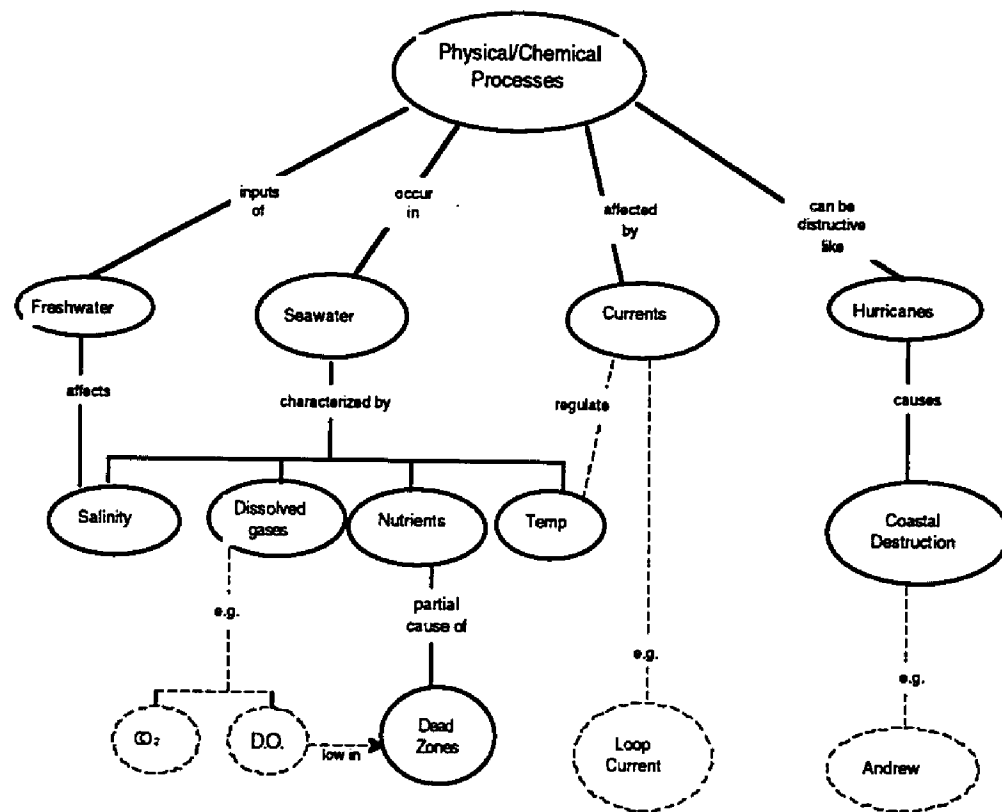 Physical/Chemical
Processes
inputs
of
occur
in
affected
by
can be
distructive
like
Freshwater
Seawater
Currents
Hurricanes
affects
characterized by
regulate
causes
Salinity
Dissolved
gases
Nutrients
Temp
Coastal
Destruction
e.g.
partial
cause of
e.g.
e.g.
CO₂
D.O.
low in
Dead
Zones
Loop
Current
Andrew